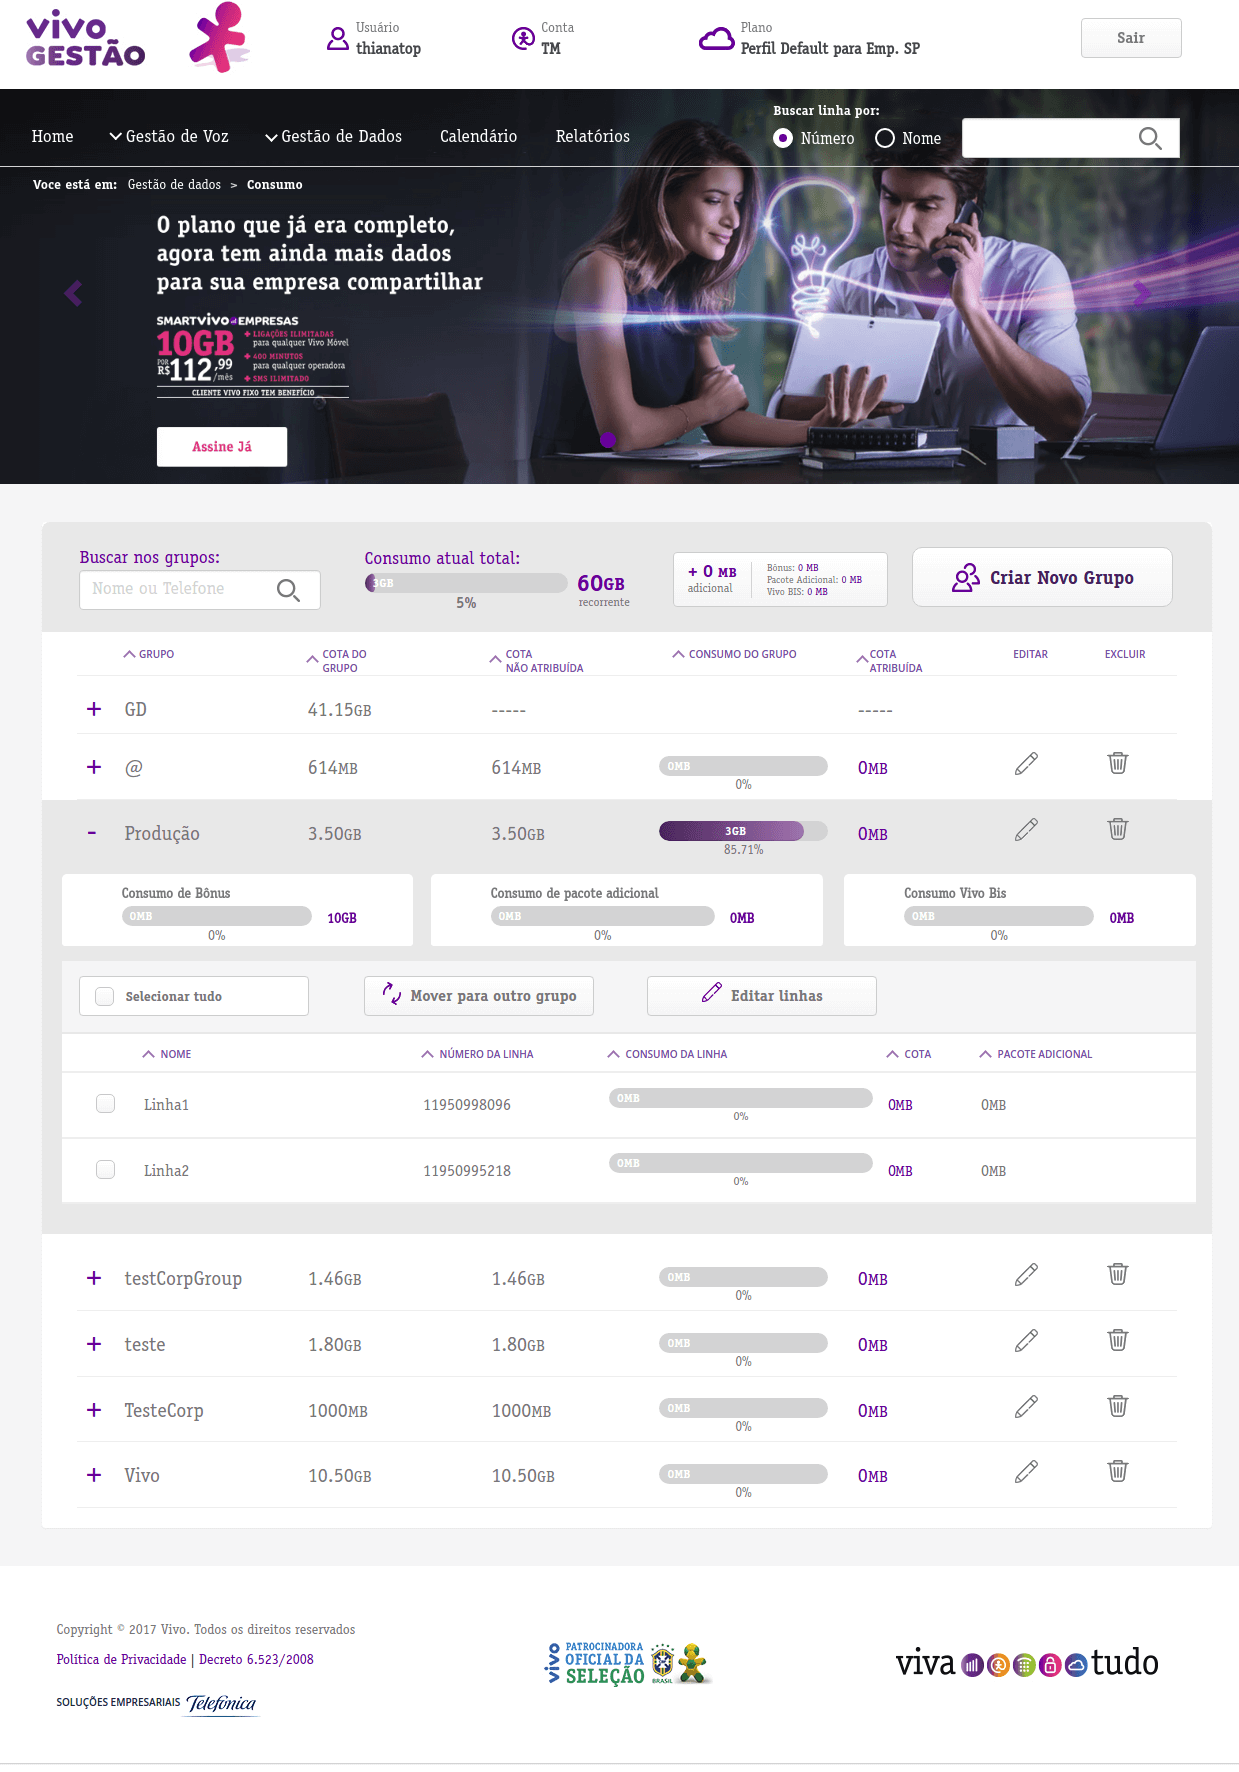 vivo
GESTÃO
Usuário
thianatop
Conta
TM
Plano
Perfil Default para Emp. SP
Sair
Home
Gestão de Voz
Gestão de Dados
Calendário
Relatórios
Buscar linha por:
Número
Nome
Voce está em: Gestão de dados > Consumo
O plano que já era completo,
agora tem ainda mais dados
para sua empresa compartilhar
SMARTVIVO EMPRESAS
10GB
POR
R$112,99
/mês
+ LIGAÇÕES ILIMITADAS
para qualquer Vivo Móvel
+ 400 MINUTOS
para qualquer operadora
+ SMS ILIMITADO
CLIENTE VIVO FIXO TEM BENEFÍCIO
Assine Já
Buscar nos grupos:
Nome ou Telefone
Consumo atual total:
3GB
5%
60GB
recorrente
+ 0 MB
adicional
Bônus: 0 MB
Pacote Adicional: 0 MB
Vivo BIS: 0 MB
Criar Novo Grupo
GRUPO
COTA DO
GRUPO
COTA
NÃO ATRIBUÍDA
CONSUMO DO GRUPO
COTA
ATRIBUÍDA
EDITAR
EXCLUIR
+ GD 41.15GB ----- -----
+ @ 614MB 614MB 0MB 0MB
0%
- Produção 3.50GB 3.50GB 3GB 0MB
85.71%
Consumo de Bônus
0MB 10GB
0%
Consumo de pacote adicional
0MB 0MB
0%
Consumo Vivo Bis
0MB 0MB
0%
Selecionar tudo
Mover para outro grupo
Editar linhas
NOME NÚMERO DA LINHA CONSUMO DA LINHA COTA PACOTE ADICIONAL
Linha1 11950998096 0MB 0MB 0MB
0%
Linha2 11950995218 0MB 0MB 0MB
0%
+ testCorpGroup 1.46GB 1.46GB 0MB 0MB
0%
+ teste 1.80GB 1.80GB 0MB 0MB
0%
+ TesteCorp 1000MB 1000MB 0MB 0MB
0%
+ Vivo 10.50GB 10.50GB 0MB 0MB
0%
Copyright © 2017 Vivo. Todos os direitos reservados
Política de Privacidade | Decreto 6.523/2008
SOLUÇÕES EMPRESARIAIS Telefónica
vivo
PATROCINADORA
OFICIAL DA
SELEÇÃO
BRASIL
viva tudo